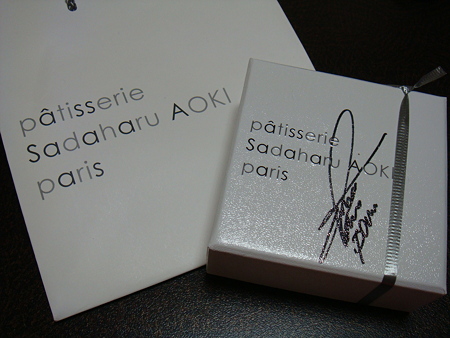 pâtisserie
Sadaharu AOKI
paris
pâtisserie
Sadaharu AOKI
paris